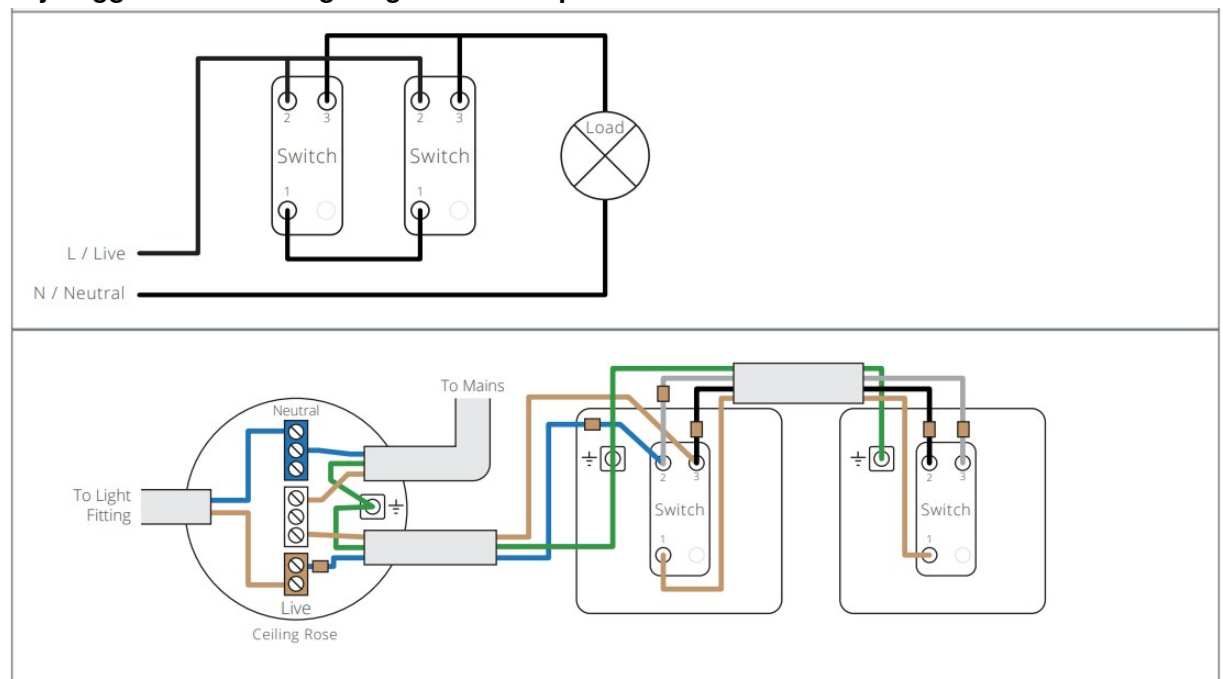 2 3 2 3
Load
Switch Switch
1 1
L / Live
N / Neutral
To Mains
Neutral
To Light
Fitting
2 3 2 3
Switch Switch
1 1
Live
Ceiling Rose